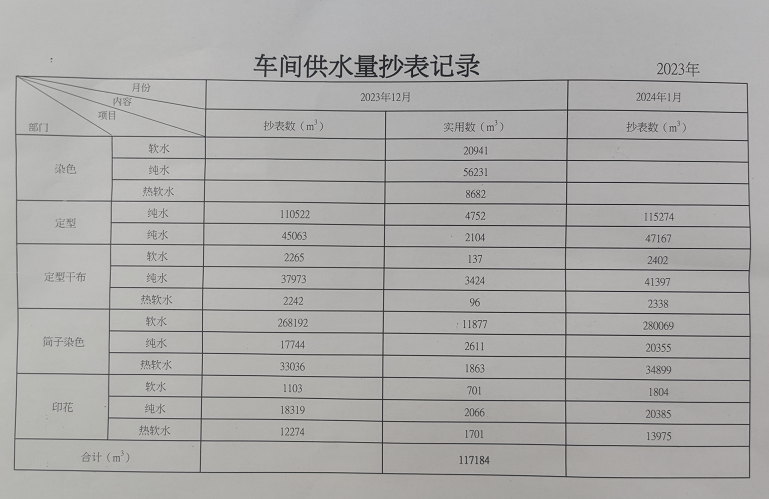 车间供水量抄表记录
2023年
月份
内容
项目
部门
2023年12月 2024年1月
抄表数（m³） 实用数（m³） 抄表数（m³）
染色 软水 20941
纯水 56231
热软水 8682
定型 纯水 110522 4752 115274
纯水 45063 2104 47167
定型干布 软水 2265 137 2402
纯水 37973 3424 41397
热软水 2242 96 2338
筒子染色 软水 268192 11877 280069
纯水 17744 2611 20355
热软水 33036 1863 34899
印花 软水 1103 701 1804
纯水 18319 2066 20385
热软水 12274 1701 13975
合计（m³） 117184